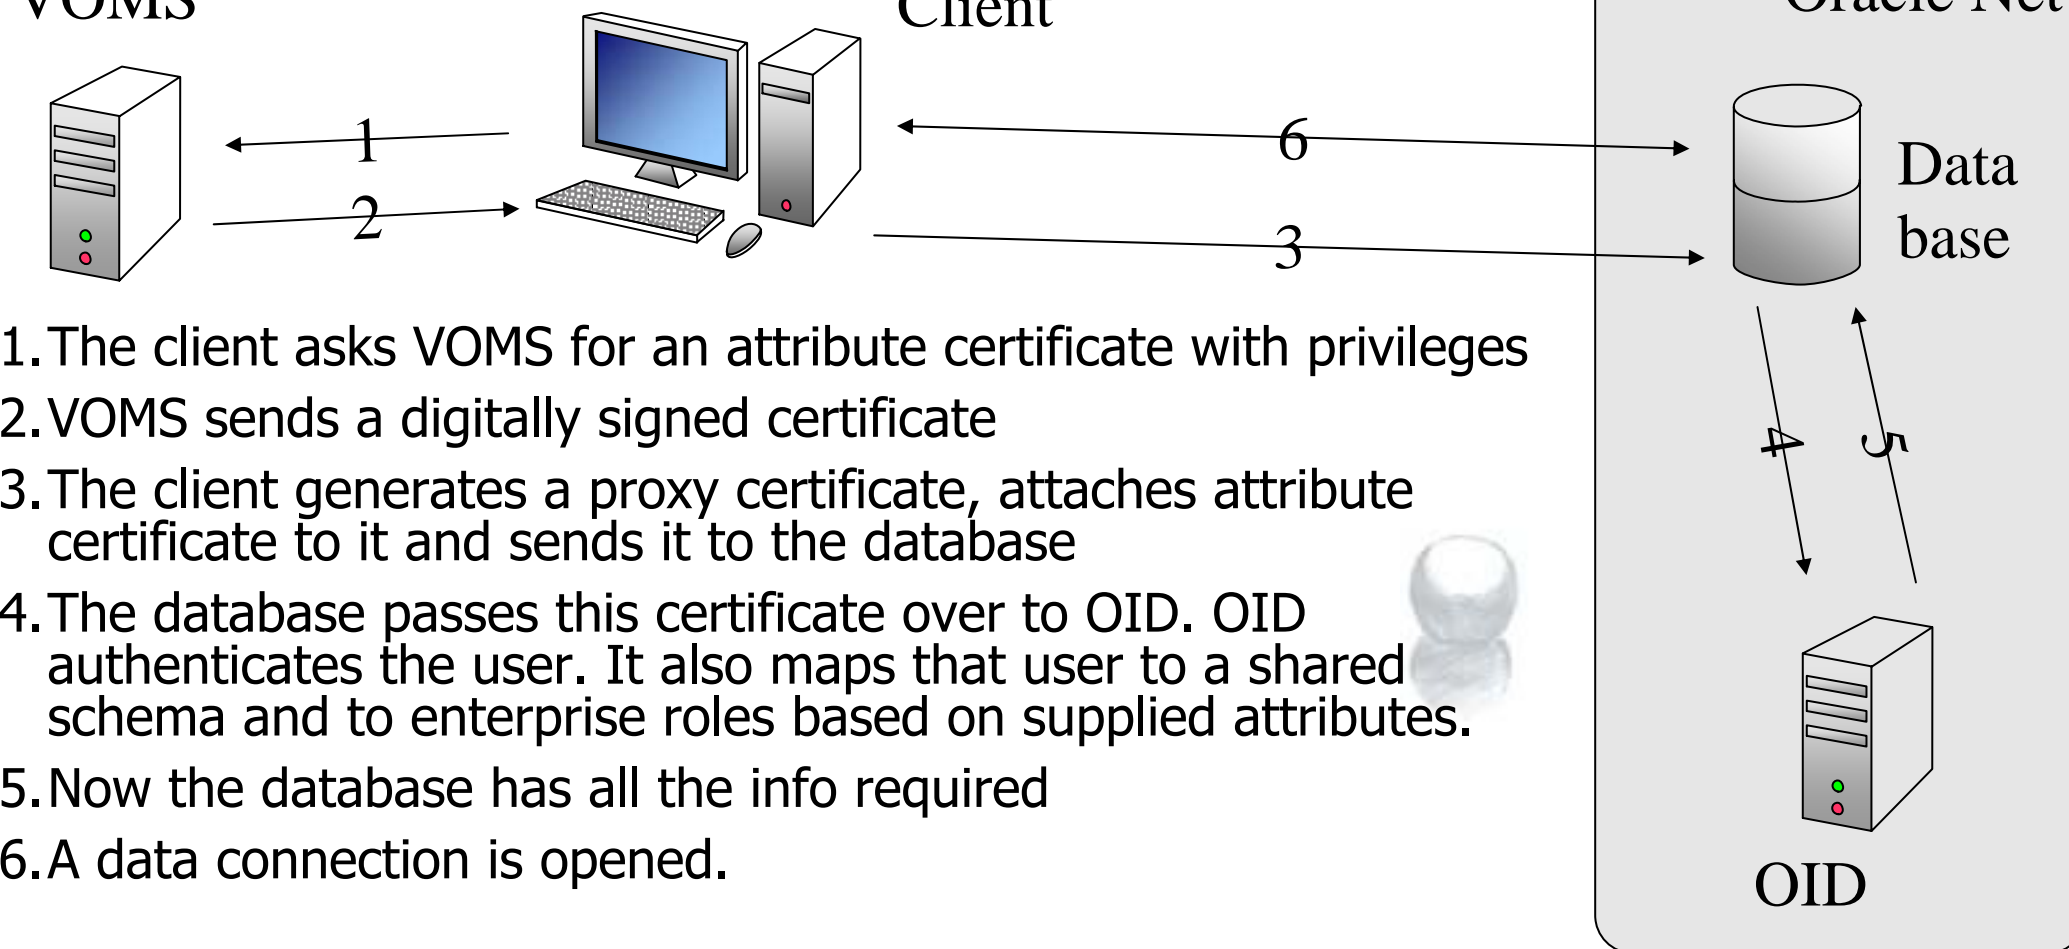 VOMS
Client
Oracle Net
1
2
6
3
Data
base
4
5
OID
1. The client asks VOMS for an attribute certificate with privileges
2. VOMS sends a digitally signed certificate
3. The client generates a proxy certificate, attaches attribute
certificate to it and sends it to the database
4. The database passes this certificate over to OID. OID
authenticates the user. It also maps that user to a shared
schema and to enterprise roles based on supplied attributes.
5. Now the database has all the info required
6. A data connection is opened.